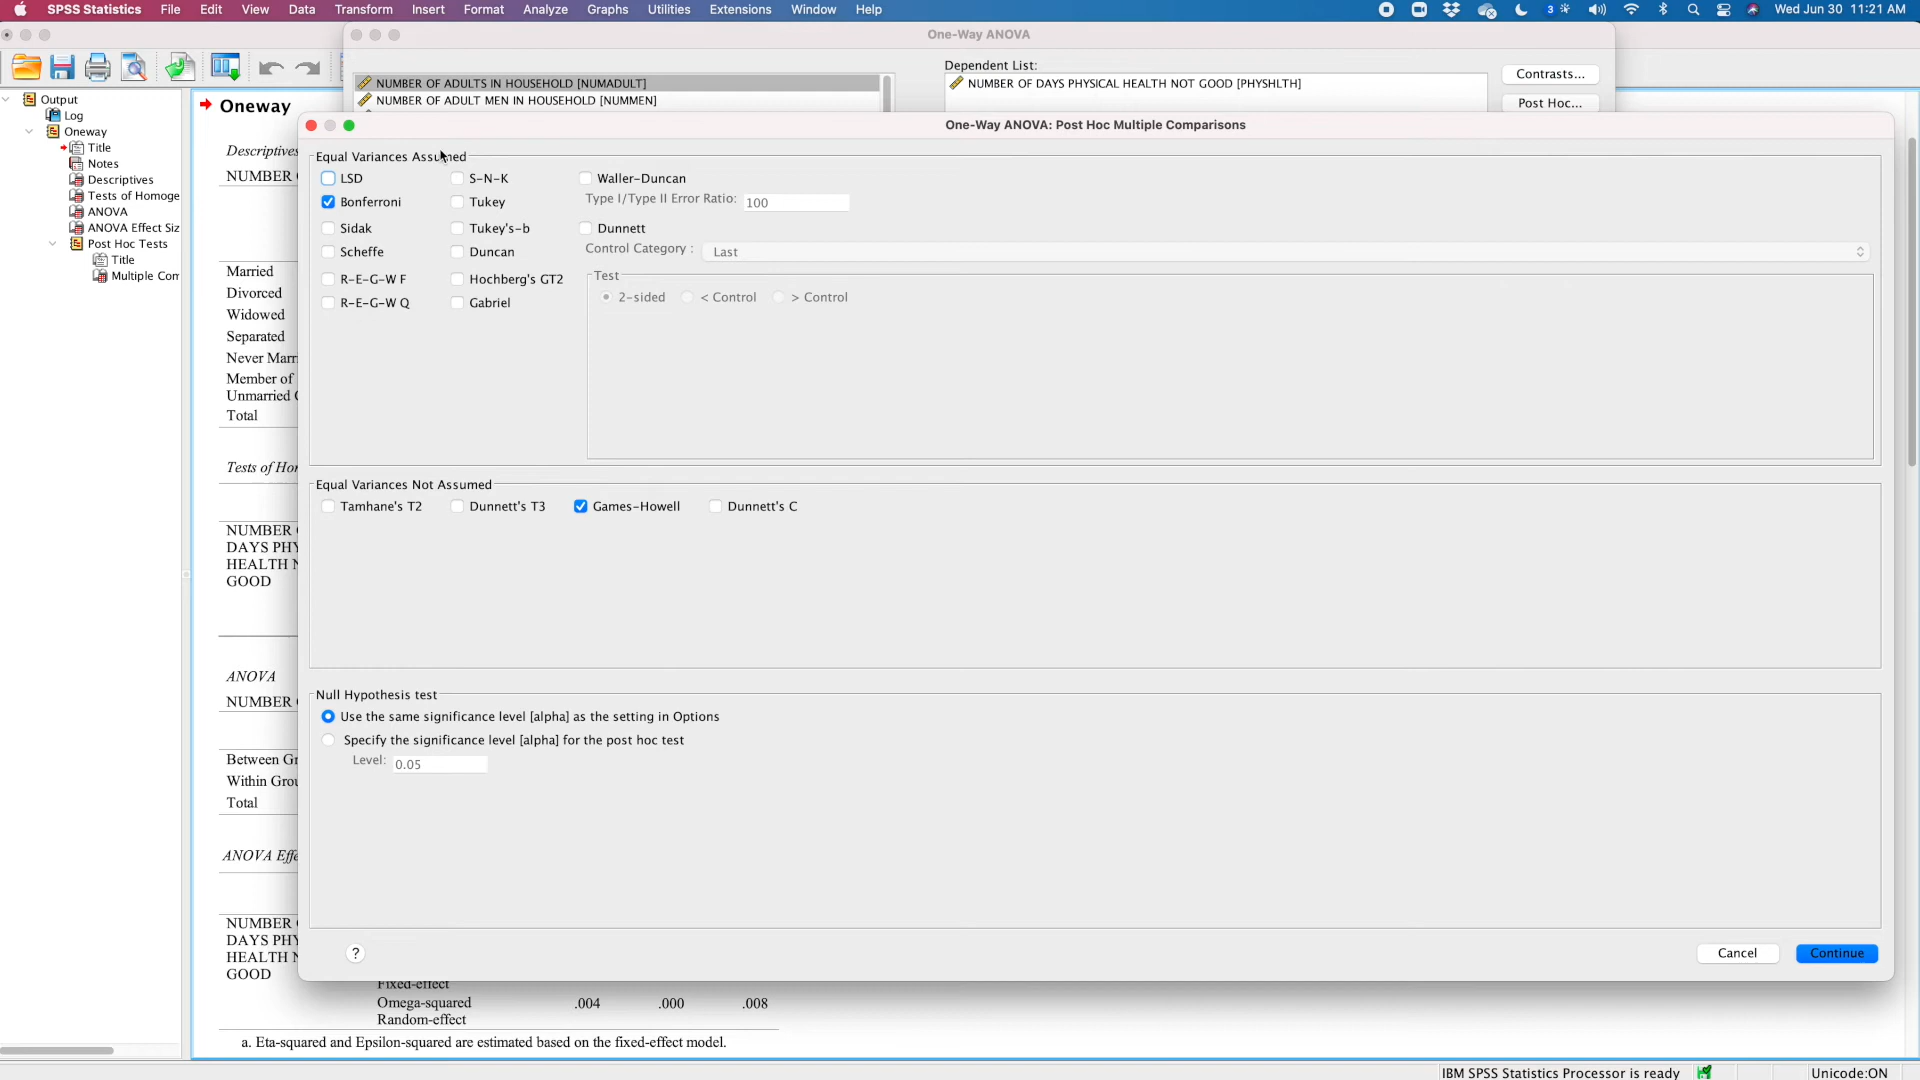 SPSS Statistics File Edit View Data Transform Insert Format Analyze Graphs Utilities Extensions Window Help 3 Wed Jun 30 11:21 AM
One-Way ANOVA
NUMBER OF ADULTS IN HOUSEHOLD [NUMADULT]
NUMBER OF ADULT MEN IN HOUSEHOLD [NUMMEN]
Dependent List:
NUMBER OF DAYS PHYSICAL HEALTH NOT GOOD [PHYSHLTH]
Contrasts...
Post Hoc...
Output
Log
Oneway
Title
Notes
Descriptives
Tests of Homoge
ANOVA
ANOVA Effect Siz
Post Hoc Tests
Title
Multiple Com
Oneway
Descriptives
NUMBER
Married
Divorced
Widowed
Separated
Never Marr
Member of
Unmarried
Total
Tests of Ho
NUMBER
DAYS PHY
HEALTH
GOOD
ANOVA
NUMBER
Between Gr
Within Grou
Total
ANOVA Effe
NUMBER
DAYS PHY
HEALTH
GOOD
One-Way ANOVA: Post Hoc Multiple Comparisons
Equal Variances Assumed
LSD S-N-K Waller-Duncan
Bonferroni Tukey Type I/Type II Error Ratio: 100
Sidak Tukey's-b Dunnett
Scheffe Duncan Control Category : Last
R-E-G-W F Hochberg's GT2 Test
R-E-G-W Q Gabriel 2-sided < Control > Control
Equal Variances Not Assumed
Tamhane's T2 Dunnett's T3 Games-Howell Dunnett's C
Null Hypothesis test
Use the same significance level [alpha] as the setting in Options
Specify the significance level [alpha] for the post hoc test
Level: 0.05
? Cancel Continue
Fixed-effect
Omega-squared .004 .000 .008
Random-effect
a. Eta-squared and Epsilon-squared are estimated based on the fixed-effect model.
IBM SPSS Statistics Processor is ready Unicode:ON